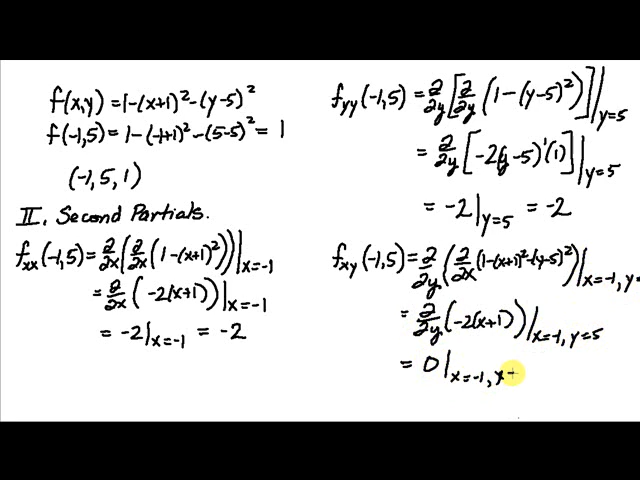 f(x,y) = 1-(x+1)²-(y-5)²
f(-1,5) = 1-(-1+1)²-(5-5)² = 1
(-1, 5, 1)
II. Second Partials.
f_xx(-1,5) = ∂/∂x(∂/∂x(1-(x+1)²))|_{x=-1}
= ∂/∂x(-2(x+1))|_{x=-1}
= -2|_{x=-1} = -2
f_yy(-1,5) = ∂/∂y[∂/∂y(1-(y-5)²)]|_{y=5}
= ∂/∂y[-2(y-5)¹(1)]|_{y=5}
= -2|_{y=5} = -2
f_xy(-1,5) = ∂/∂y(∂/∂x(1-(x+1)²-(y-5)²)|_{x=-1, y=
= ∂/∂y(-2(x+1))|_{x=-1, y=5}
= 0|_{x=-1, y